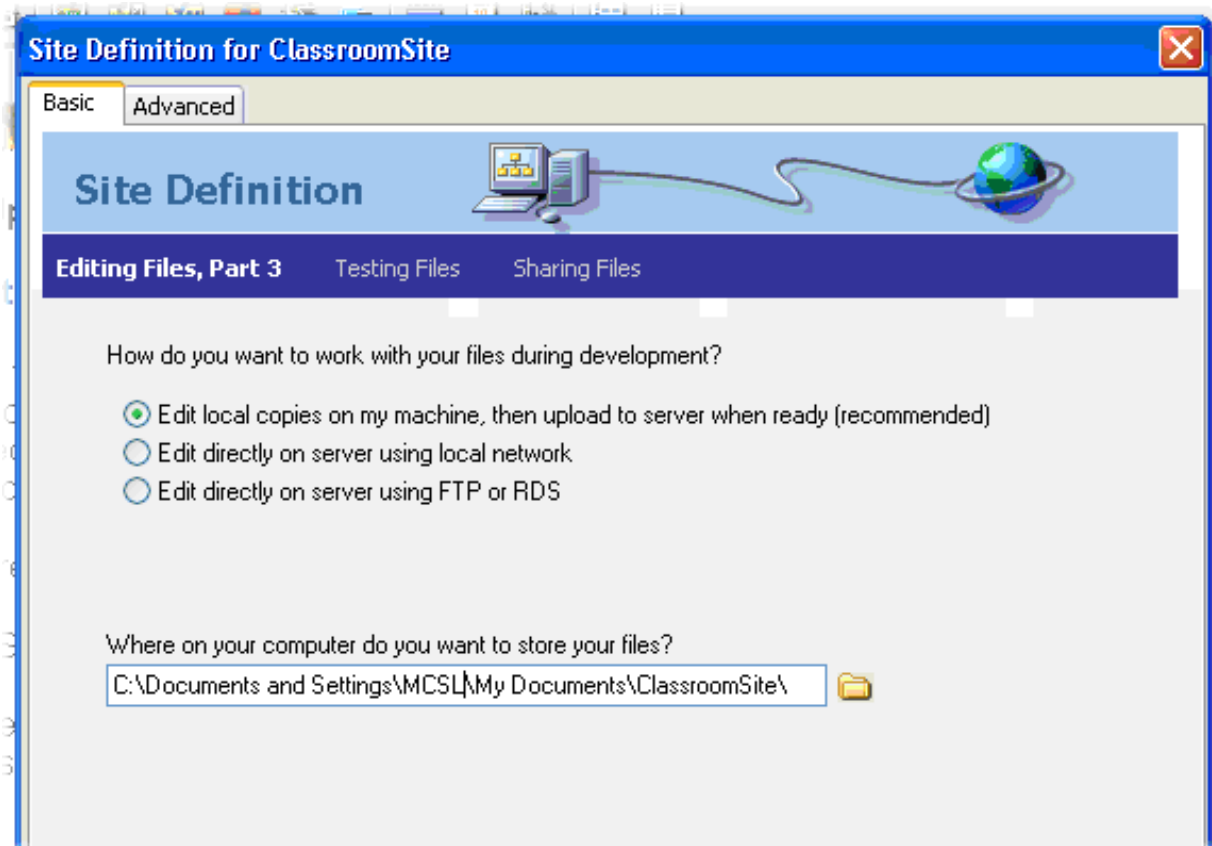 Site Definition for ClassroomSite
Basic Advanced
Site Definition
Editing Files, Part 3 Testing Files Sharing Files
How do you want to work with your files during development?
Edit local copies on my machine, then upload to server when ready (recommended)
Edit directly on server using local network
Edit directly on server using FTP or RDS
Where on your computer do you want to store your files?
C:\Documents and Settings\MCSL\My Documents\ClassroomSite\